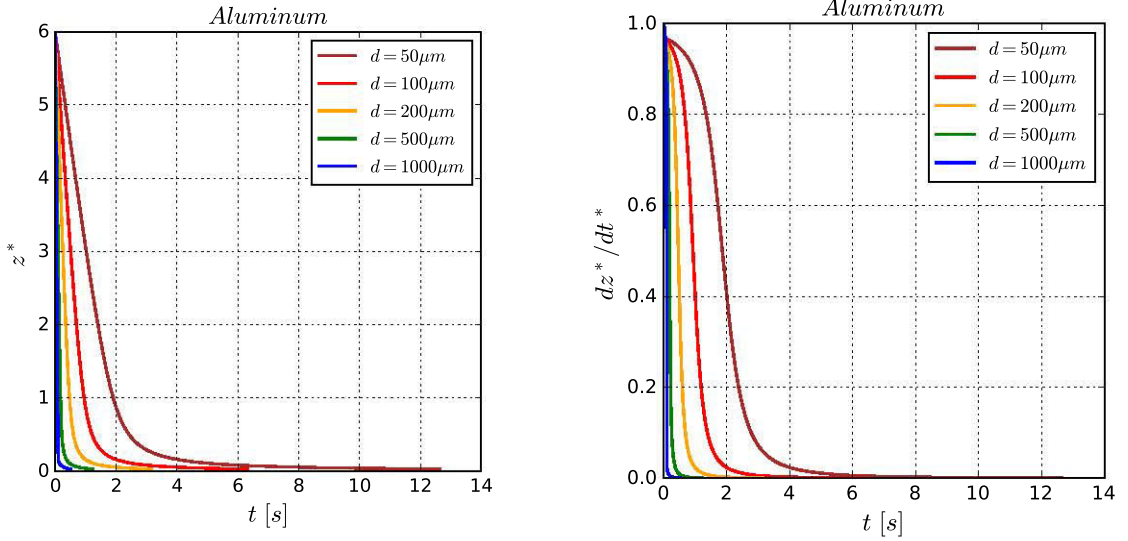 Aluminum
6
5
4
3
2
1
0
z*
0 2 4 6 8 10 12 14
t [s]
d = 50μm
d = 100μm
d = 200μm
d = 500μm
d = 1000μm
Aluminum
1.0
0.8
0.6
0.4
0.2
0.0
dz*/dt*
0 2 4 6 8 10 12 14
t [s]
d = 50μm
d = 100μm
d = 200μm
d = 500μm
d = 1000μm